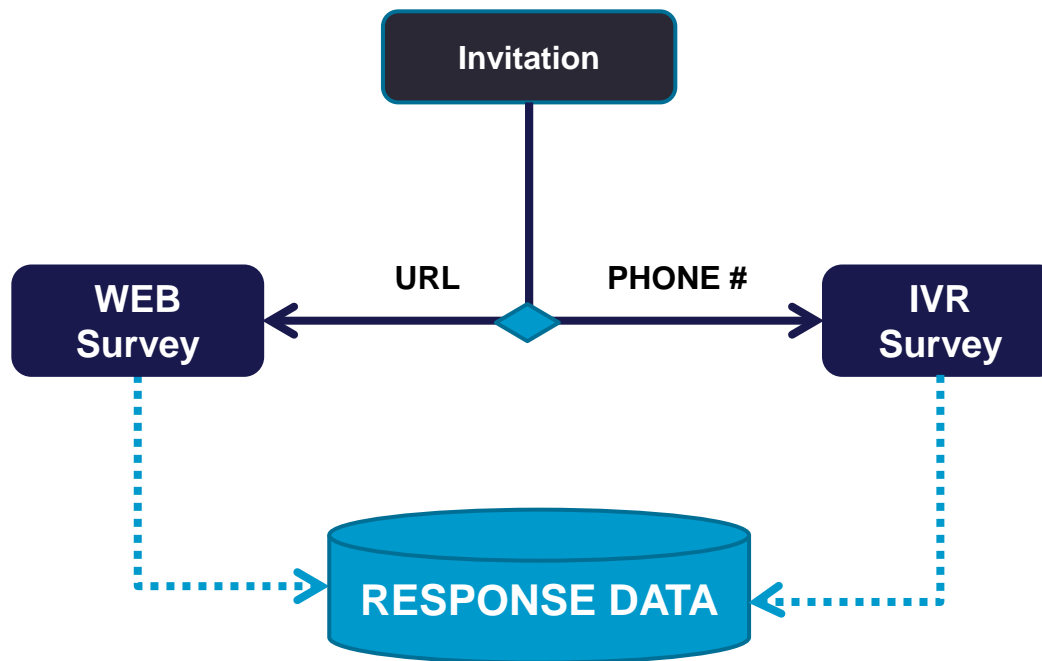 Invitation
URL
PHONE #
WEB
Survey
IVR
Survey
RESPONSE DATA